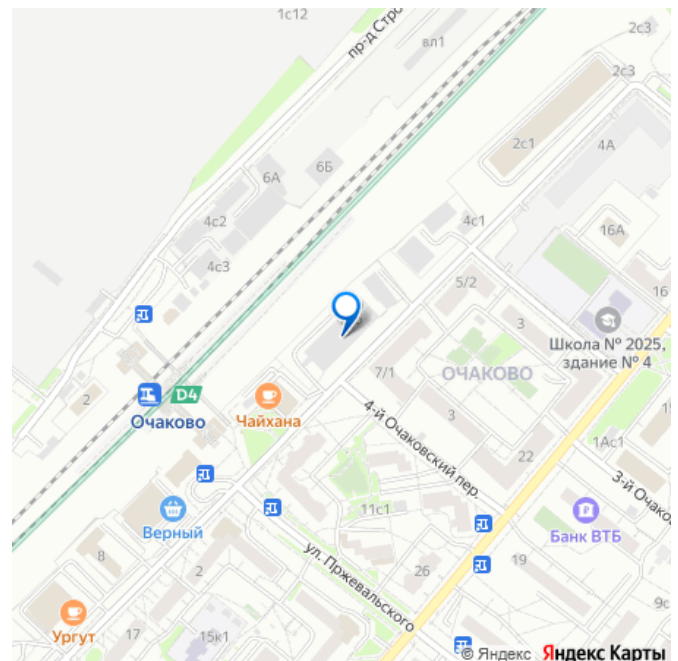 1с12
пр-д Стро
вл1
2с3
2с3
2с1
4А
6Б
6А
4с2
4с1
16А
4с3
5/2
16
3
Школа № 2025,
здание № 4
7/1
ОЧАКОВО
D4
2
Очаково
Чайхана
3
4-й Очаковский пер.
1Ас1
22
3-й Очако
11с1
Верный
Банк ВТБ
8
ул. Пржевальского
19
2
26
9с
Ургут
17
15к1
© Яндекс Яндекс Карты